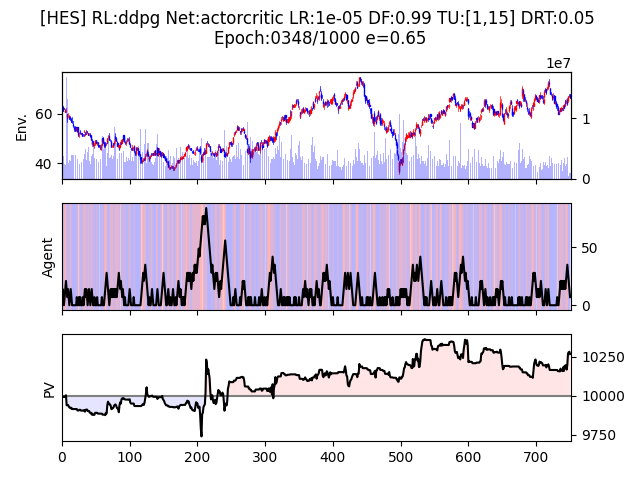 [HES] RL:ddpg Net:actorcritic LR:1e-05 DF:0.99 TU:[1,15] DRT:0.05
Epoch:0348/1000 e=0.65
1e7
Env.
60
40
1
0
Agent
50
0
PV
10250
10000
9750
0 100 200 300 400 500 600 700